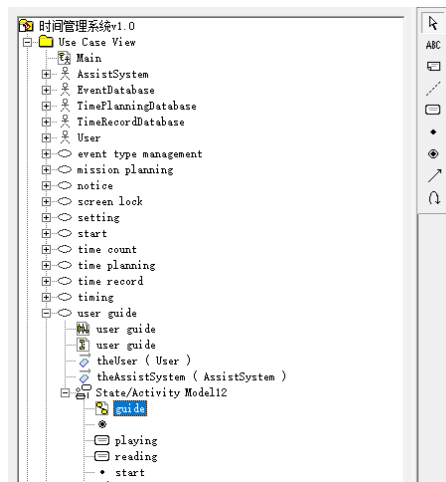 时间管理系统v1.0
Use Case View
Main
AssistSystem
EventDatabase
TimePlanningDatabase
TimeRecordDatabase
User
event type management
mission planning
notice
screen lock
setting
start
time count
time planning
time record
timing
user guide
user guide
user guide
theUser ( User )
theAssistSystem ( AssistSystem )
State/Activity Model12
guide
playing
reading
start
ABC